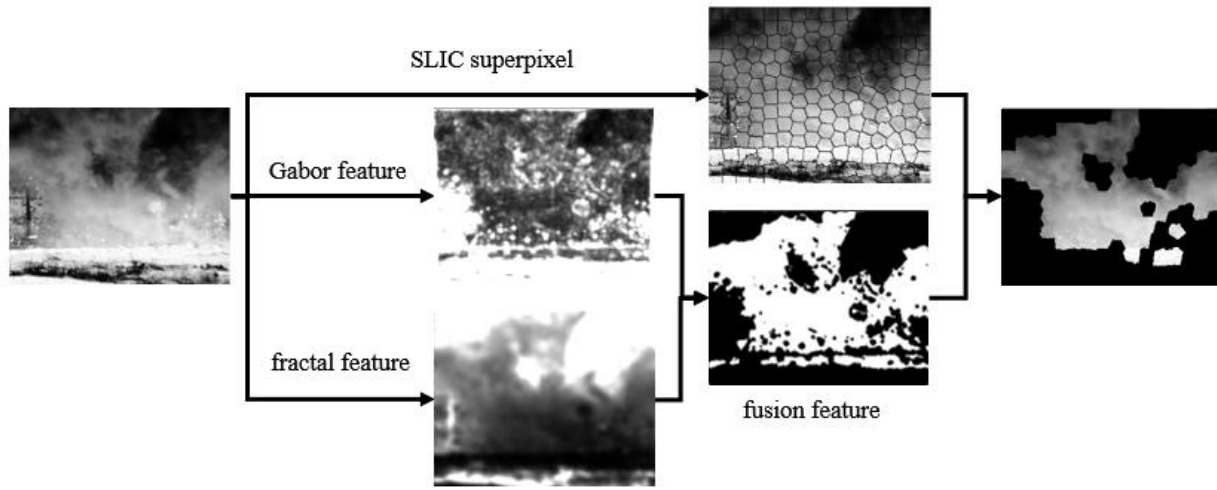 SLIC superpixel
Gabor feature
fractal feature
fusion feature